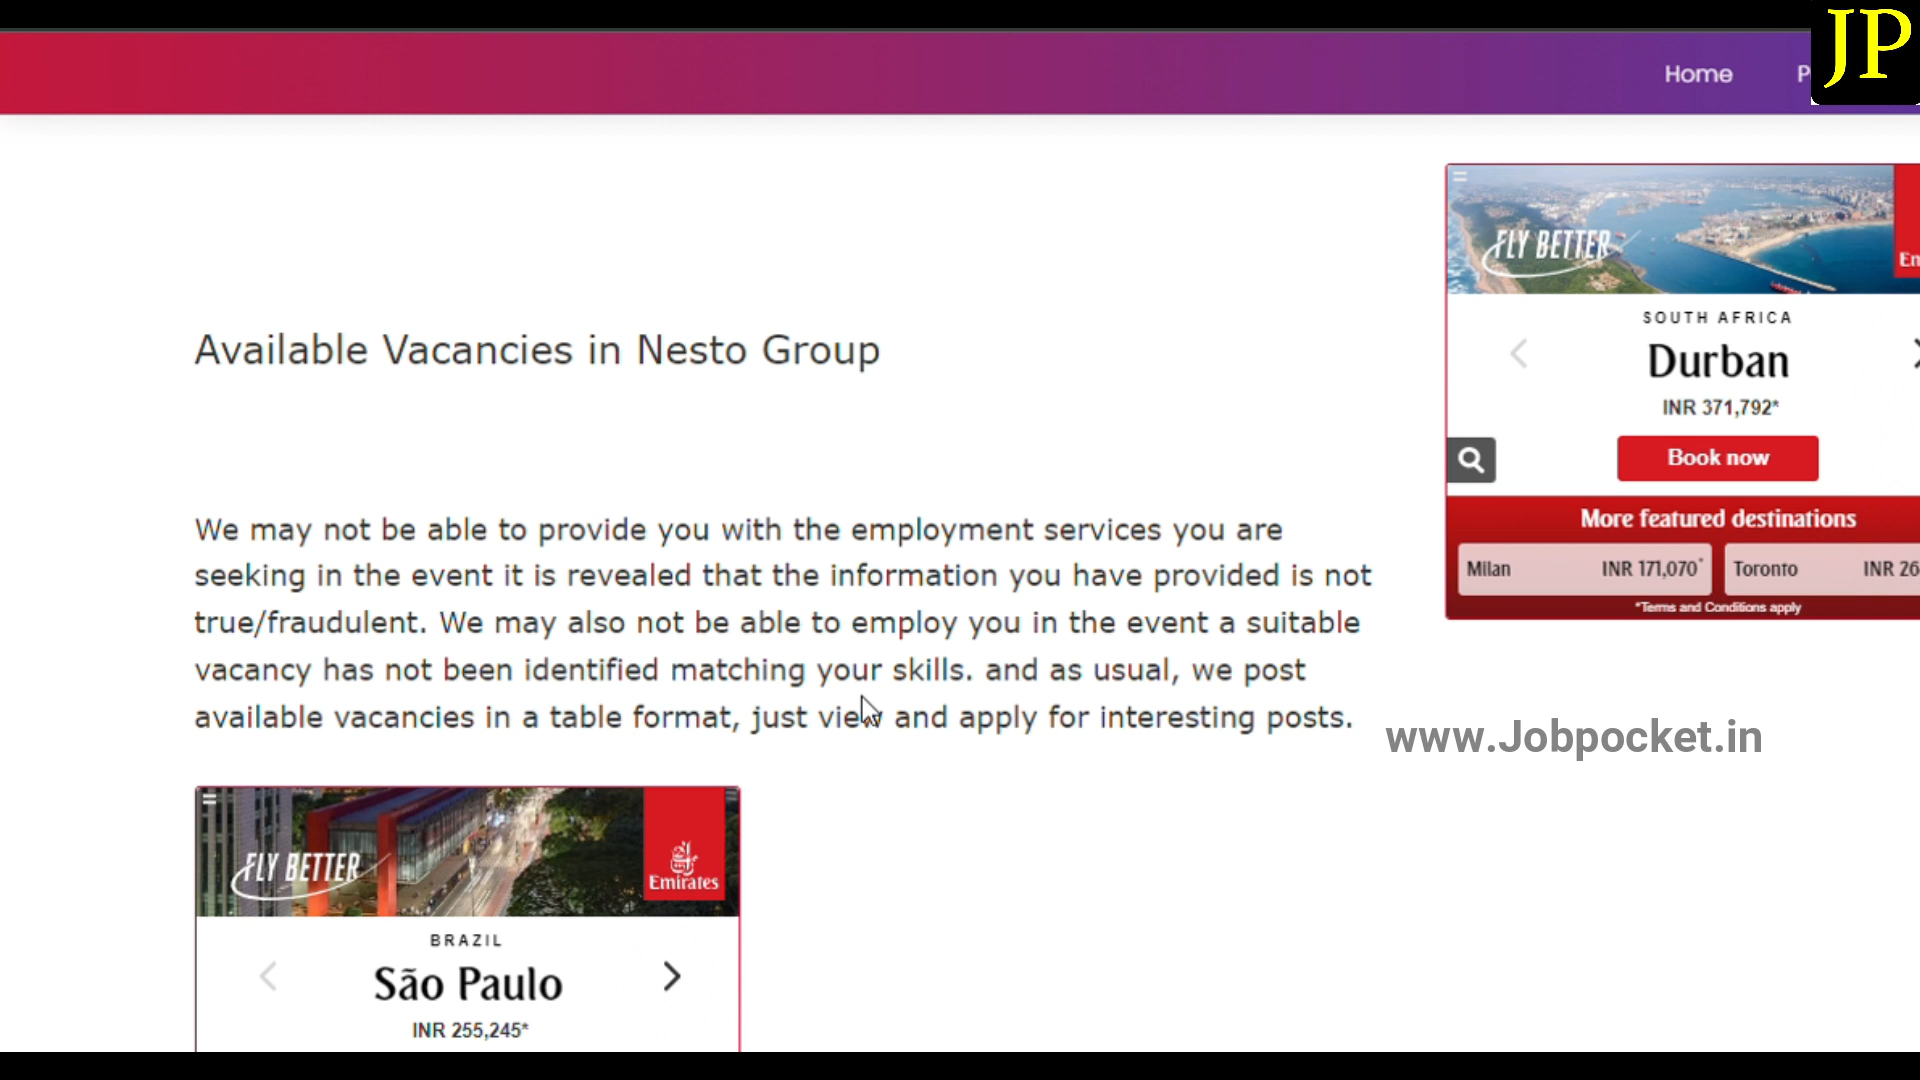 JP
Home
P
FLY BETTER
SOUTH AFRICA
Durban
INR 371,792*
Book now
More featured destinations
Milan INR 171,070* Toronto INR 26
*Terms and Conditions apply
Available Vacancies in Nesto Group
We may not be able to provide you with the employment services you are
seeking in the event it is revealed that the information you have provided is not
true/fraudulent. We may also not be able to employ you in the event a suitable
vacancy has not been identified matching your skills. and as usual, we post
available vacancies in a table format, just view and apply for interesting posts.
www.Jobpocket.in
FLY BETTER
Emirates
BRAZIL
São Paulo
INR 255,245*